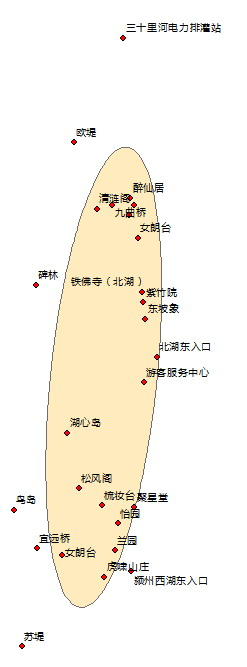 三十里河电力排灌站
欧堤
醉仙居
清涟阁
九曲桥
女朗台
碑林
铁佛寺（北湖）
紫竹院
东坡象
北湖东入口
游客服务中心
湖心岛
松风阁
梳妆台
聚星堂
鸟岛
怡园
宜远桥
兰园
女朗台
虎啸山庄
颍州西湖东入口
苏堤